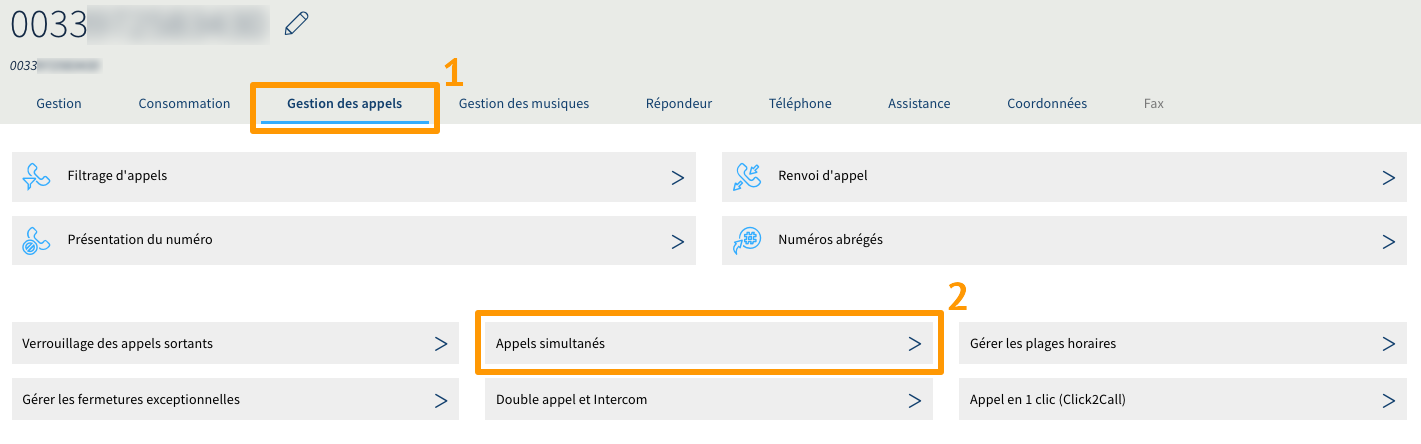 0033
0033
1
Gestion Consommation Gestion des appels Gestion des musiques Répondeur Téléphone Assistance Coordonnées Fax
Filtrage d'appels Renvoi d'appel
Présentation du numéro Numéros abrégés
2
Verrouillage des appels sortants Appels simultanés Gérer les plages horaires
Gérer les fermetures exceptionnelles Double appel et Intercom Appel en 1 clic (Click2Call)